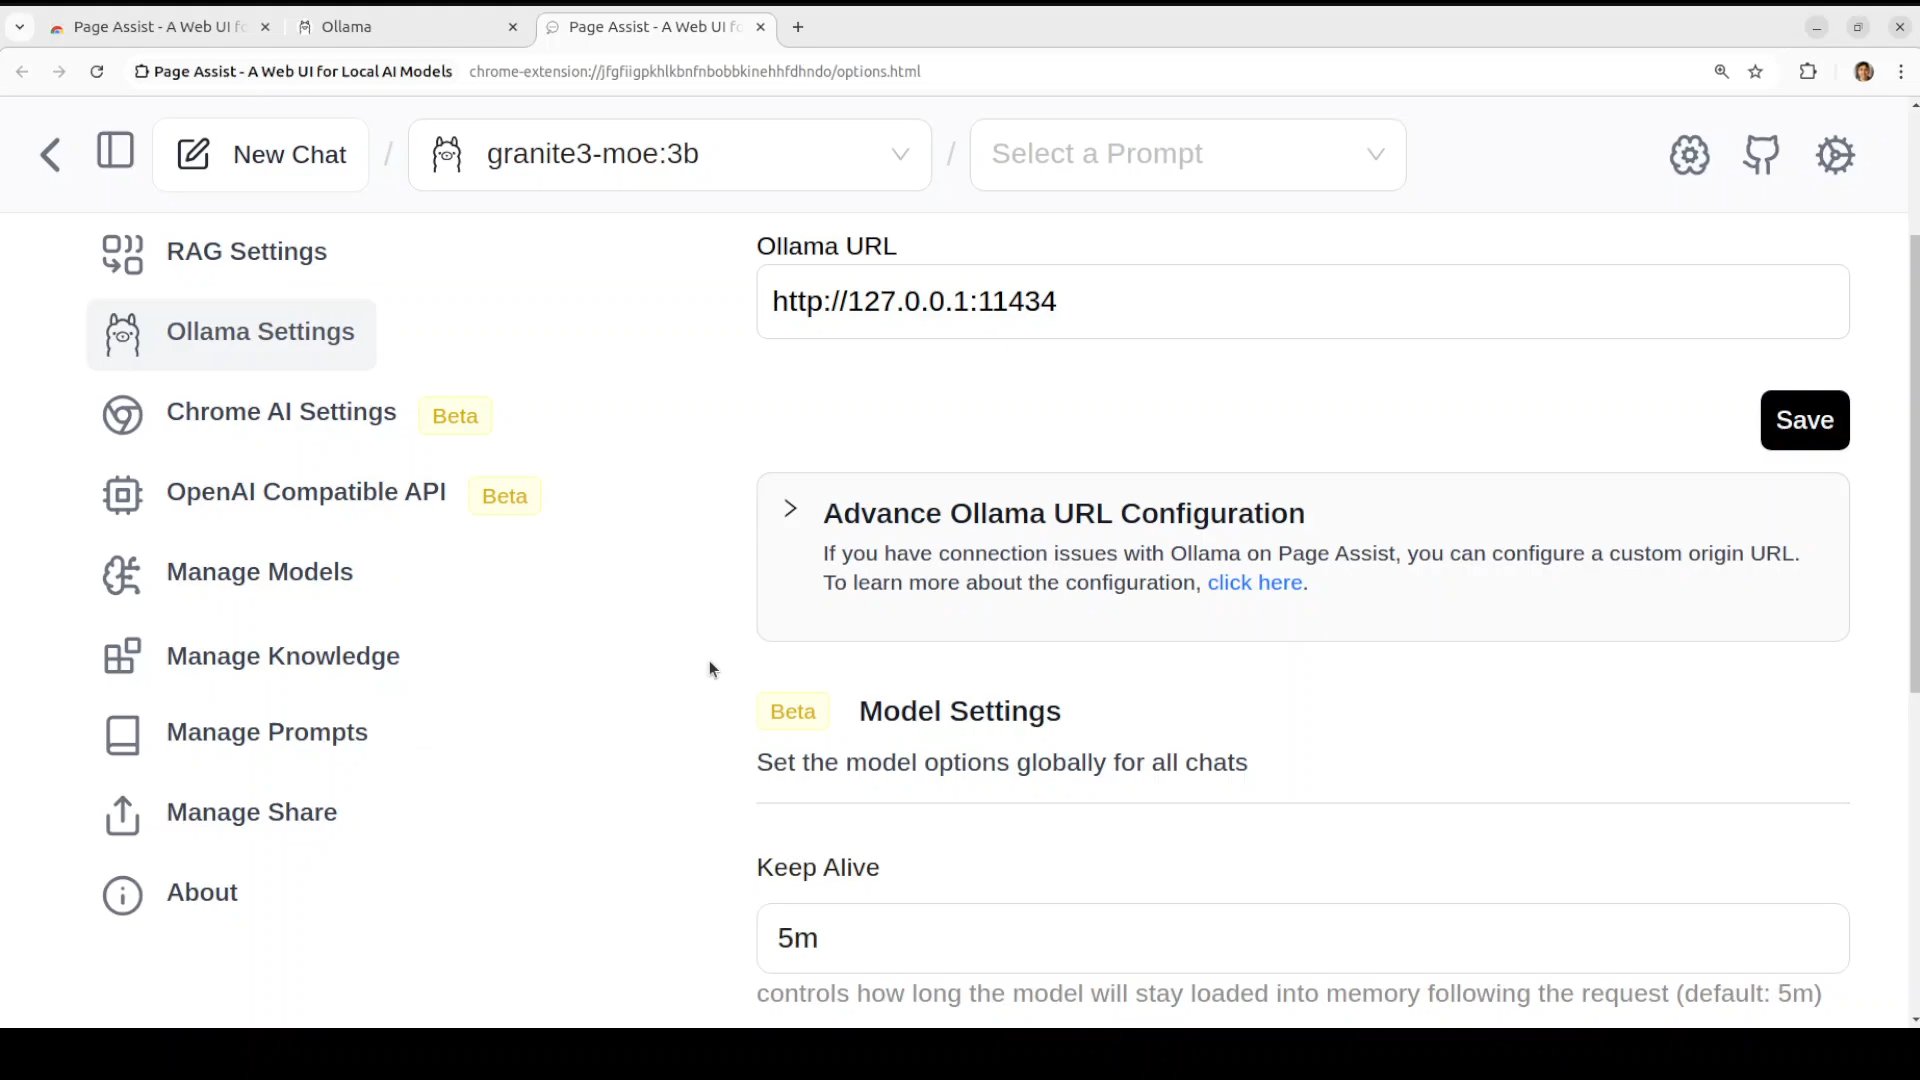 Page Assist - A Web UI fo
Ollama
Page Assist - A Web UI fo
Page Assist - A Web UI for Local AI Models
chrome-extension://jfgfiigpkhlkbnfnbobbkinehhfdhndo/options.html
New Chat
/
granite3-moe:3b
/
Select a Prompt
RAG Settings
Ollama Settings
Chrome AI Settings
Beta
OpenAI Compatible API
Beta
Manage Models
Manage Knowledge
Manage Prompts
Manage Share
About
Ollama URL
http://127.0.0.1:11434
Save
Advance Ollama URL Configuration
If you have connection issues with Ollama on Page Assist, you can configure a custom origin URL.
To learn more about the configuration, click here.
Beta
Model Settings
Set the model options globally for all chats
Keep Alive
5m
controls how long the model will stay loaded into memory following the request (default: 5m)